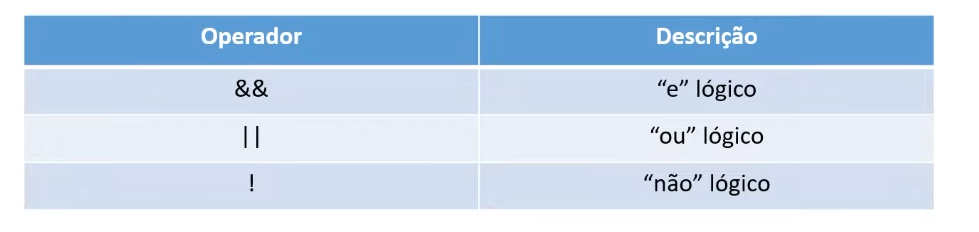 Operador Descrição
&& “e” lógico
|| “ou” lógico
! “não” lógico